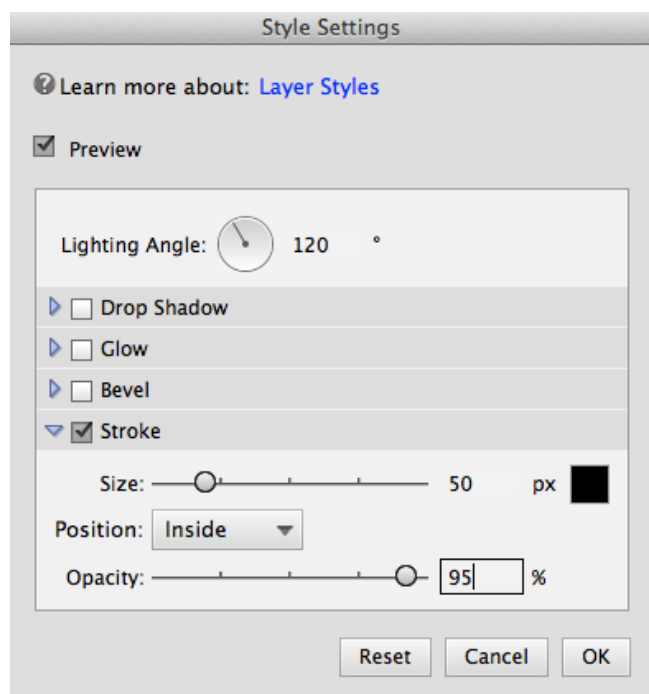 Style Settings
Learn more about: Layer Styles
Preview
Lighting Angle: 120 °
Drop Shadow
Glow
Bevel
Stroke
Size: 50 px
Position: Inside
Opacity: 95 %
Reset Cancel OK